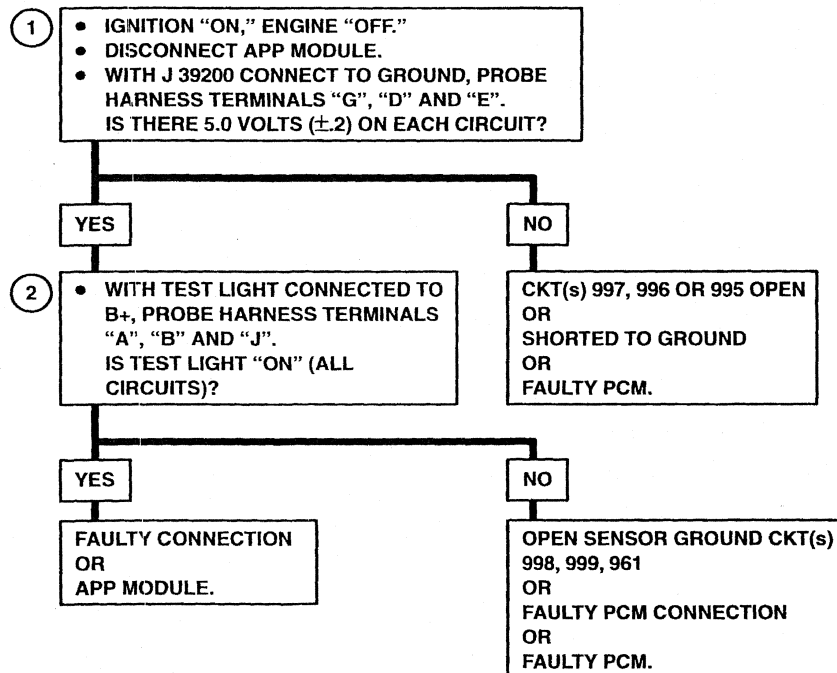 1
• IGNITION “ON,” ENGINE “OFF.”
• DISCONNECT APP MODULE.
• WITH J 39200 CONNECT TO GROUND, PROBE
HARNESS TERMINALS “G”, “D” AND “E”.
IS THERE 5.0 VOLTS (±.2) ON EACH CIRCUIT?
YES
NO
2
• WITH TEST LIGHT CONNECTED TO
B+, PROBE HARNESS TERMINALS
“A”, “B” AND “J”.
IS TEST LIGHT “ON” (ALL
CIRCUITS)?
CKT(s) 997, 996 OR 995 OPEN
OR
SHORTED TO GROUND
OR
FAULTY PCM.
YES
NO
FAULTY CONNECTION
OR
APP MODULE.
OPEN SENSOR GROUND CKT(s)
998, 999, 961
OR
FAULTY PCM CONNECTION
OR
FAULTY PCM.